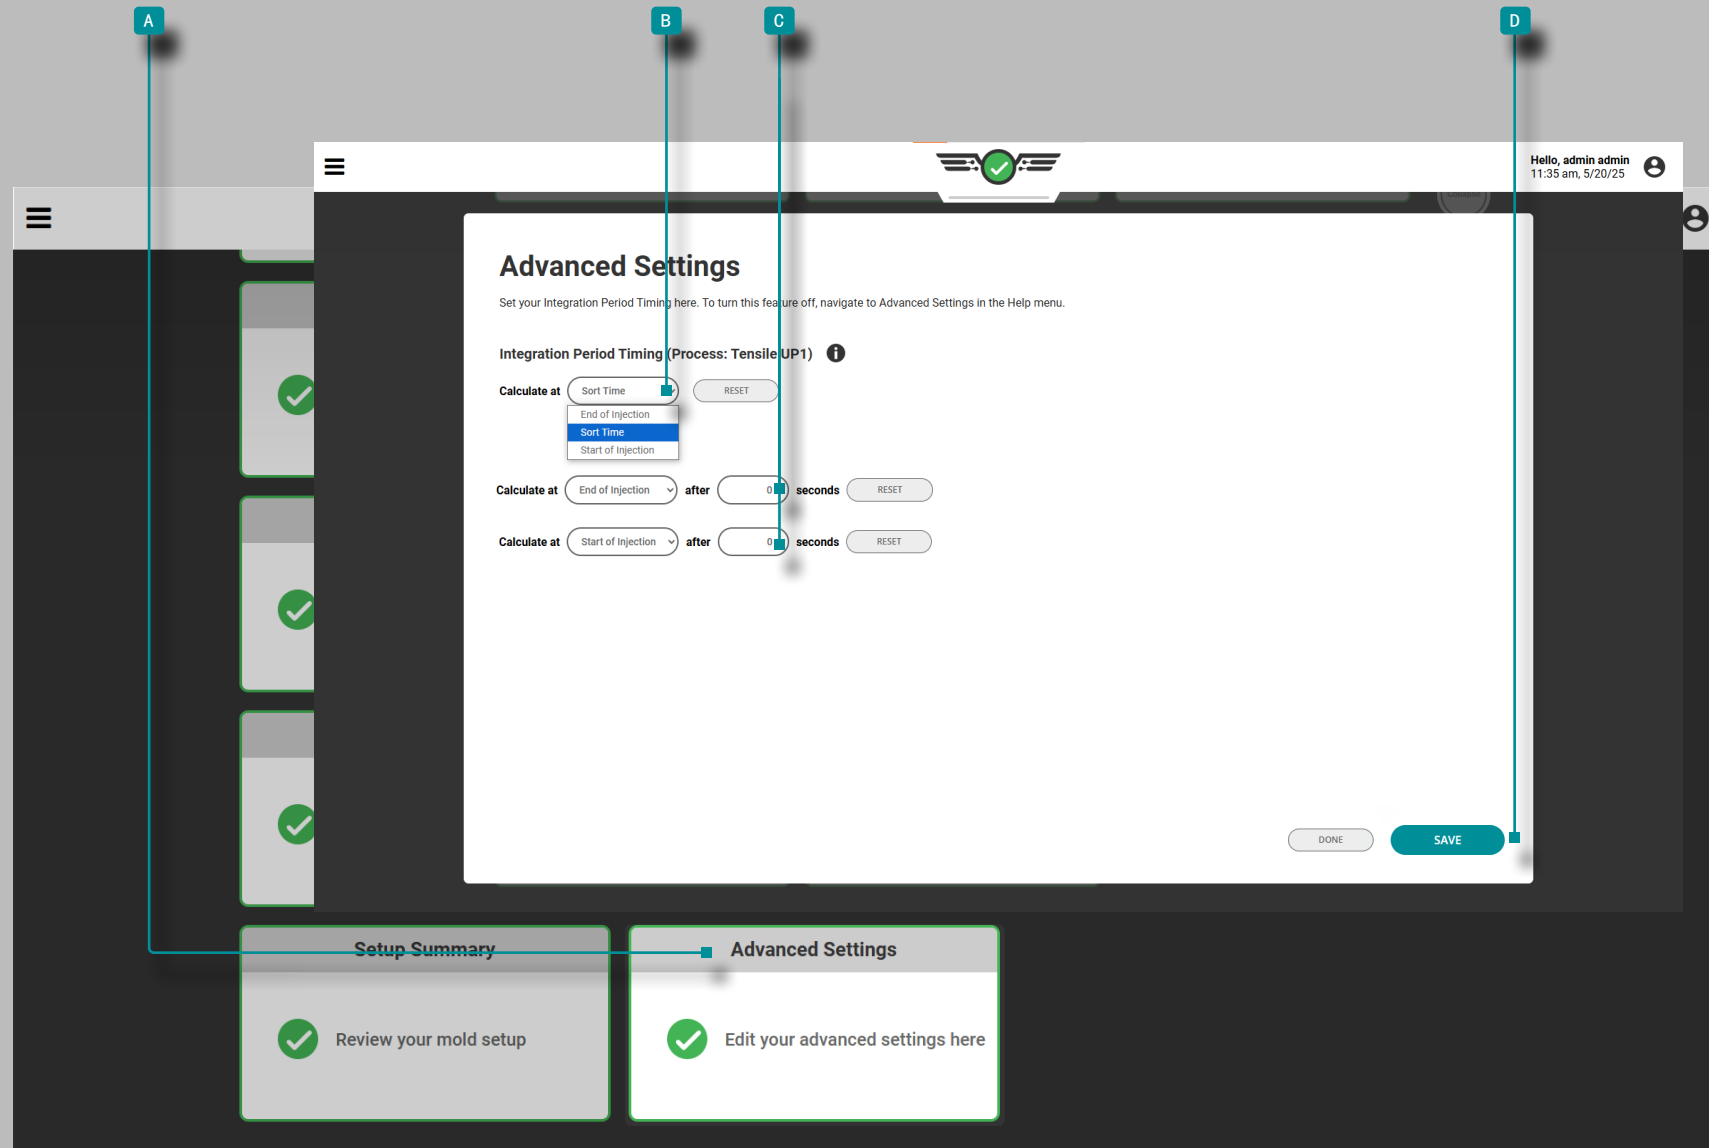 A
B
C
D
Hello, admin admin
11:35 am, 5/20/25
Collapse
Advanced Settings
Set your Integration Period Timing here. To turn this feature off, navigate to Advanced Settings in the Help menu.
Integration Period Timing (Process: Tensile UP1)
Calculate at Sort Time RESET
End of Injection
Sort Time
Start of Injection
Calculate at End of Injection after 0 seconds RESET
Calculate at Start of Injection after 0 seconds RESET
DONE SAVE
Setup Summary
Advanced Settings
Review your mold setup
Edit your advanced settings here